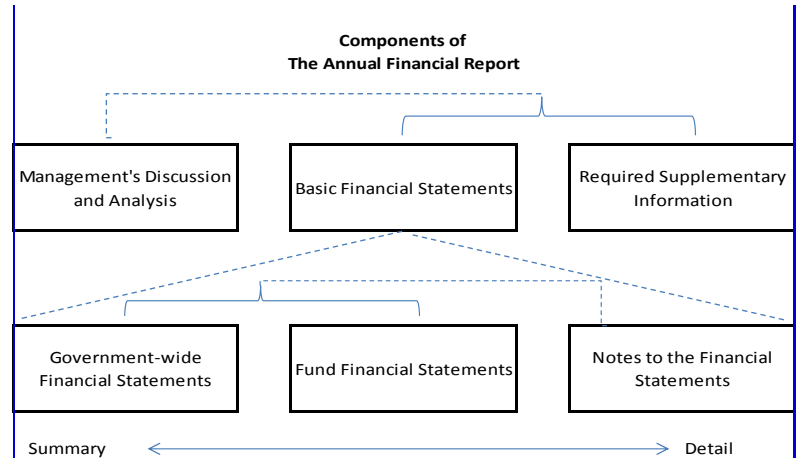 Components of
The Annual Financial Report
Management's Discussion
and Analysis
Basic Financial Statements
Required Supplementary
Information
Government-wide
Financial Statements
Fund Financial Statements
Notes to the Financial
Statements
Summary
Detail